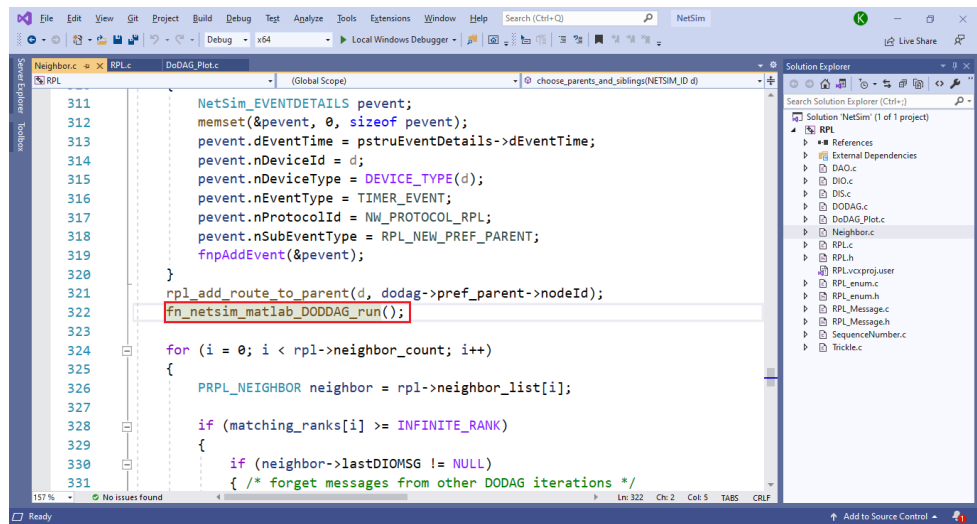 File Edit View Git Project Build Debug Test Analyze Tools Extensions Window Help Search (Ctrl+Q) NetSim K
Debug x64 Local Windows Debugger Live Share
Server Explorer
Toolbox
Neighbor.c RPL.c DoDAG_Plot.c
RPL (Global Scope) choose_parents_and_siblings(NETSIM_ID d)
311 NetSim_EVENTDETAILS pevent;
312 memset(&pevent, 0, sizeof pevent);
313 pevent.dEventTime = pstruEventDetails->dEventTime;
314 pevent.nDeviceId = d;
315 pevent.nDeviceType = DEVICE_TYPE(d);
316 pevent.nEventType = TIMER_EVENT;
317 pevent.nProtocolId = NW_PROTOCOL_RPL;
318 pevent.nSubEventType = RPL_NEW_PREF_PARENT;
319 fnpAddEvent(&pevent);
320 }
321 rpl_add_route_to_parent(d, dodag->pref_parent->nodeId);
322 fn_netsim_matlab_DODDAG_run();
323
324 for (i = 0; i < rpl->neighbor_count; i++)
325 {
326 PRPL_NEIGHBOR neighbor = rpl->neighbor_list[i];
327
328 if (matching_ranks[i] >= INFINITE_RANK)
329 {
330 if (neighbor->lastDIOMSG != NULL)
331 { /* forget messages from other DODAG iterations */
157 % No issues found Ln: 322 Ch: 2 Col: 5 TABS CRLF
Solution Explorer
Search Solution Explorer (Ctrl+;)
Solution 'NetSim' (1 of 1 project)
RPL
References
External Dependencies
DAO.c
DIO.c
DIS.c
DODAG.c
DoDAG_Plot.c
Neighbor.c
RPL.c
RPL.h
RPL.vcxproj.user
RPL_enum.c
RPL_enum.h
RPL_Message.c
RPL_Message.h
SequenceNumber.c
Trickle.c
Ready Add to Source Control